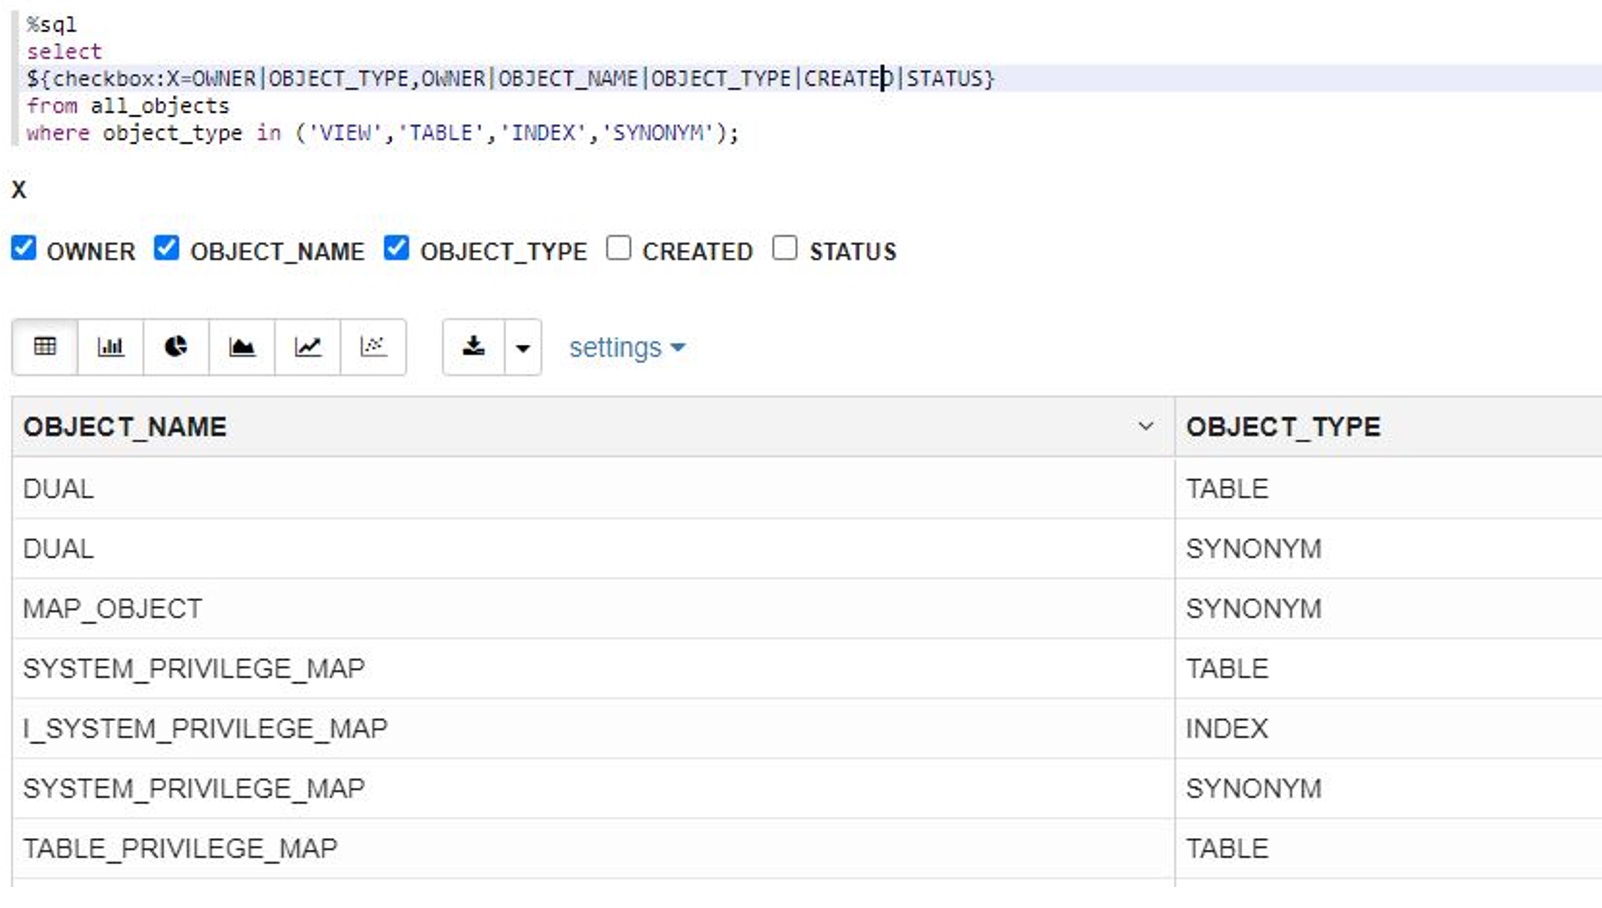 %sql
select
${checkbox:X=OWNER|OBJECT_TYPE,OWNER|OBJECT_NAME|OBJECT_TYPE|CREATED|STATUS}
from all_objects
where object_type in ('VIEW','TABLE','INDEX','SYNONYM');
X
OWNER OBJECT_NAME OBJECT_TYPE CREATED STATUS
settings
OBJECT_NAME OBJECT_TYPE
DUAL TABLE
DUAL SYNONYM
MAP_OBJECT SYNONYM
SYSTEM_PRIVILEGE_MAP TABLE
I_SYSTEM_PRIVILEGE_MAP INDEX
SYSTEM_PRIVILEGE_MAP SYNONYM
TABLE_PRIVILEGE_MAP TABLE